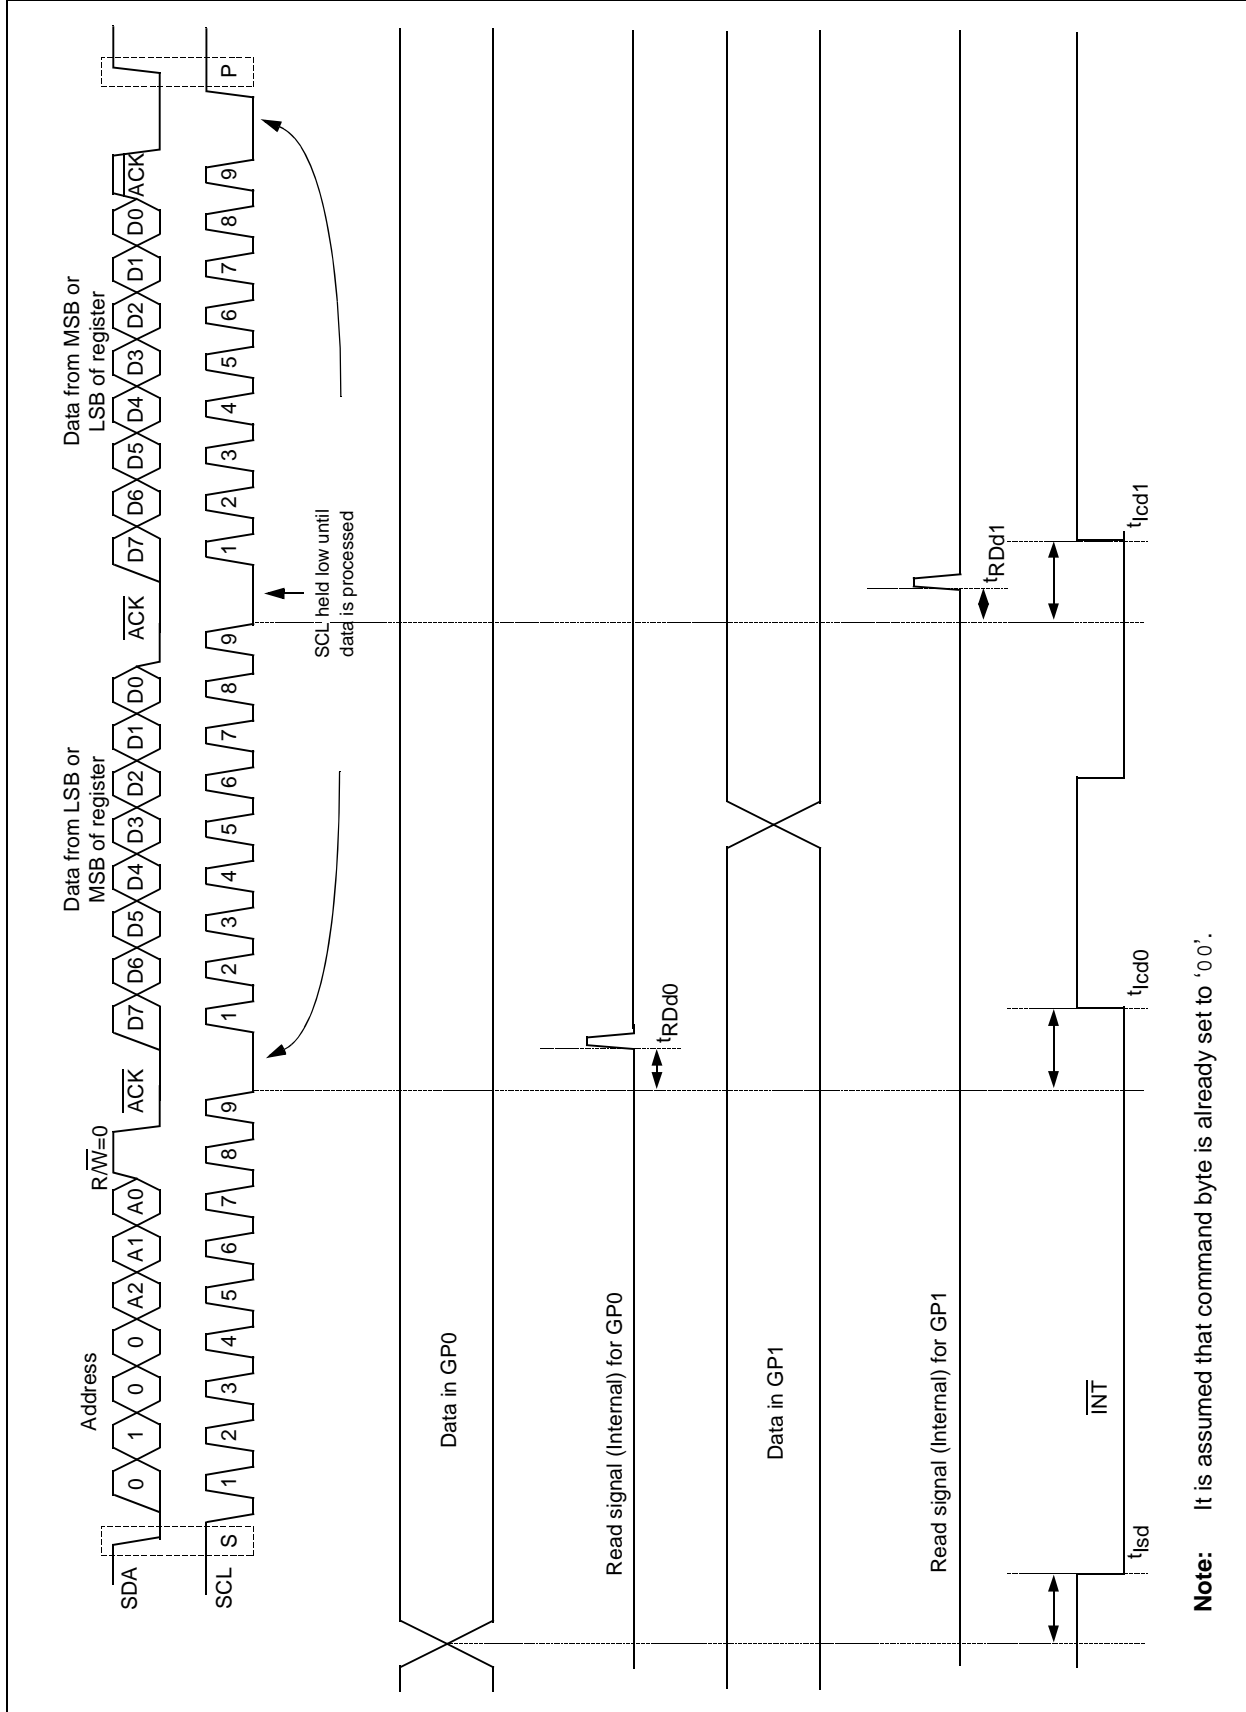 Address
R/W=0
Data from LSB or
MSB of register
Data from MSB or
LSB of register
SDA 0 1 0 0 A2 A1 A0 ACK D7 D6 D5 D4 D3 D2 D1 D0 ACK D7 D6 D5 D4 D3 D2 D1 D0 ACK
SCL S 1 2 3 4 5 6 7 8 9 1 2 3 4 5 6 7 8 9 1 2 3 4 5 6 7 8 9 P
SCL held low until
data is processed
Data in GP0
Read signal (Internal) for GP0
tRDd0
Data in GP1
Read signal (Internal) for GP1
tRDd1
INT
tIsd tIcd0 tIcd1
Note: It is assumed that command byte is already set to ‘00’.